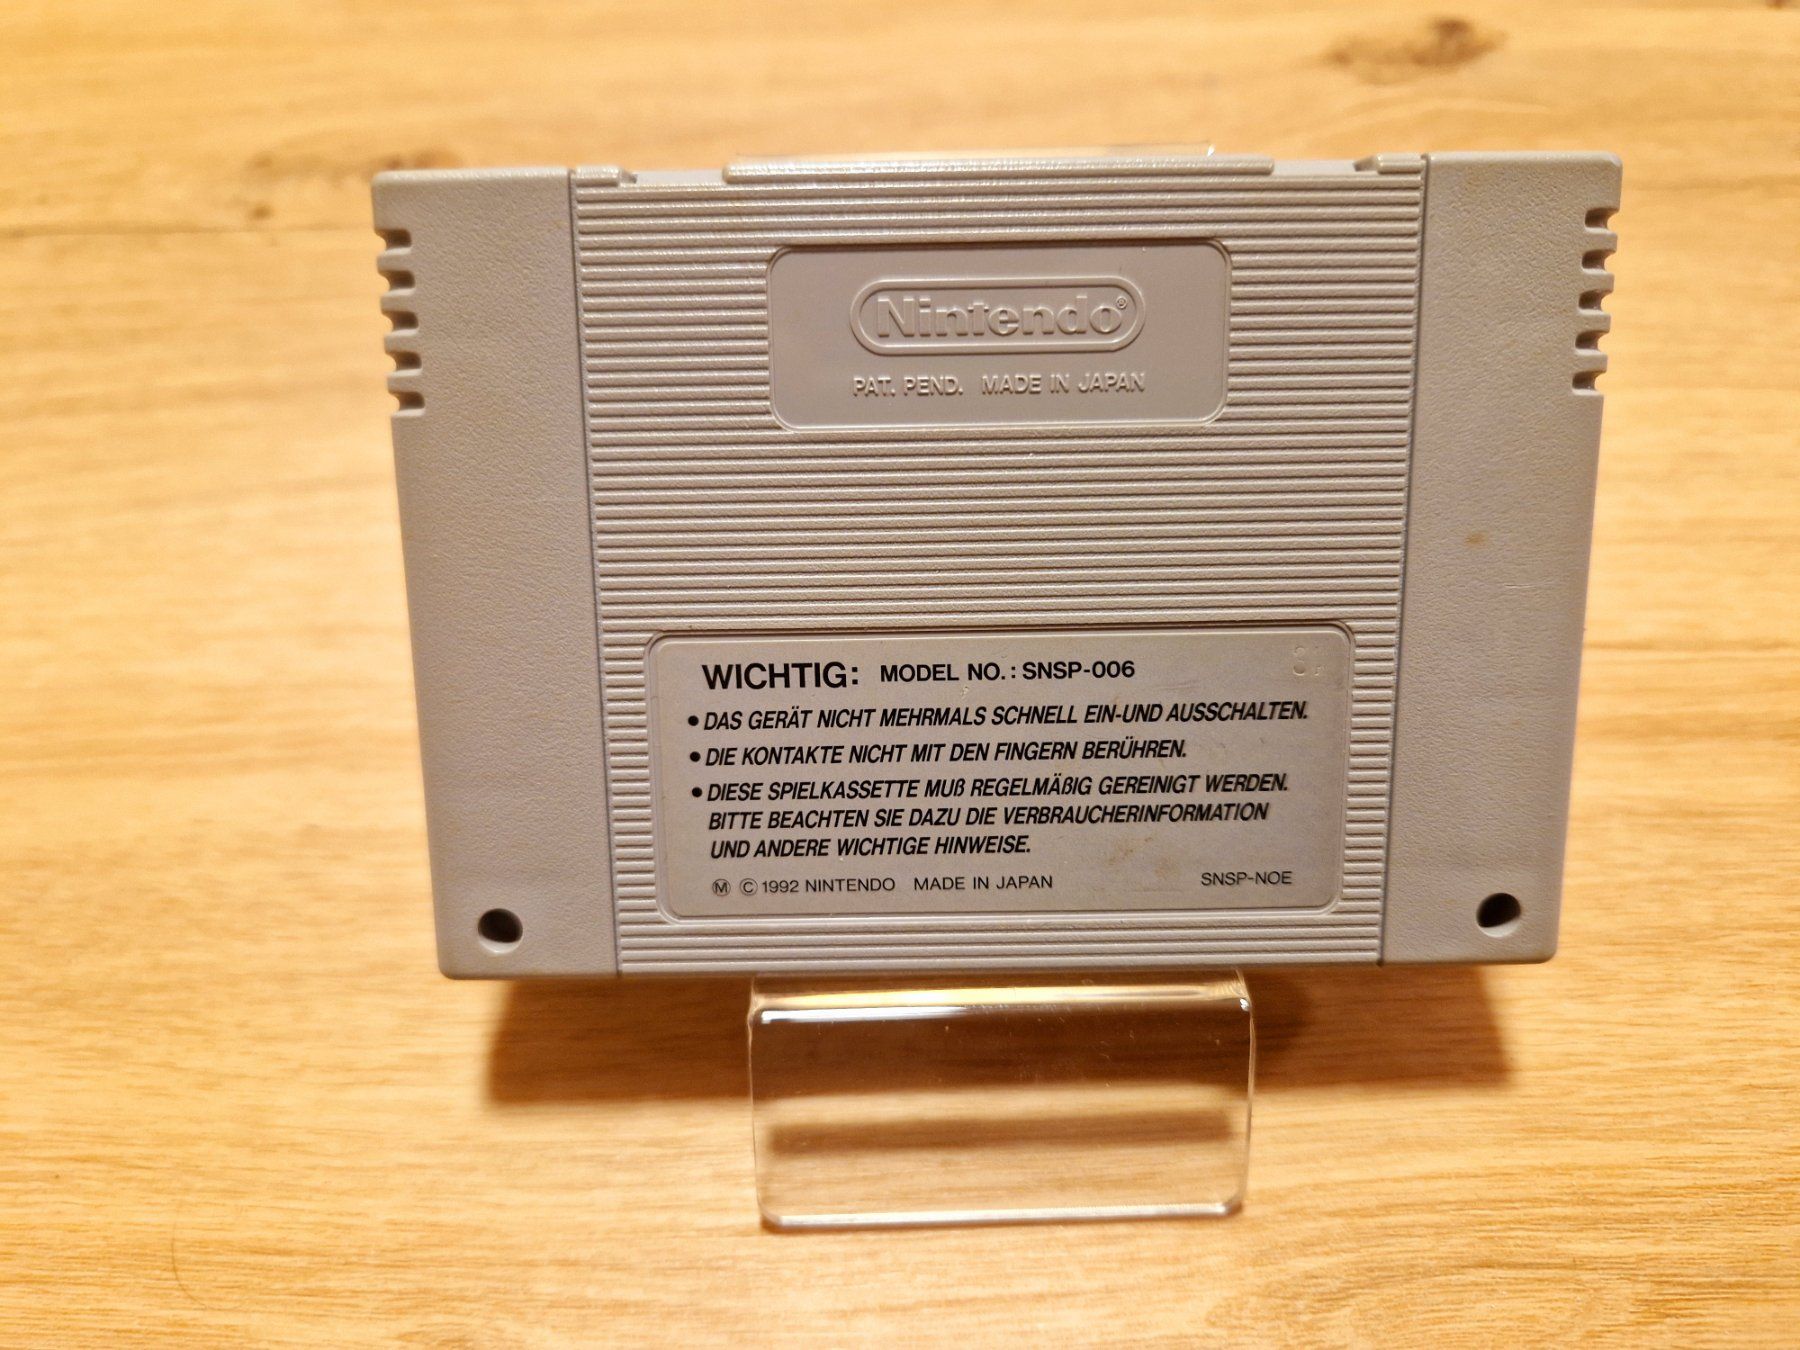 Nintendo®
PAT. PEND. MADE IN JAPAN
WICHTIG: MODEL NO.: SNSP-006
• DAS GERÄT NICHT MEHRMALS SCHNELL EIN-UND AUSSCHALTEN.
• DIE KONTAKTE NICHT MIT DEN FINGERN BERÜHREN.
• DIESE SPIELKASSETTE MUß REGELMÄßIG GEREINIGT WERDEN.
BITTE BEACHTEN SIE DAZU DIE VERBRAUCHERINFORMATION
UND ANDERE WICHTIGE HINWEISE.
Ⓜ ©1992 NINTENDO MADE IN JAPAN SNSP-NOE